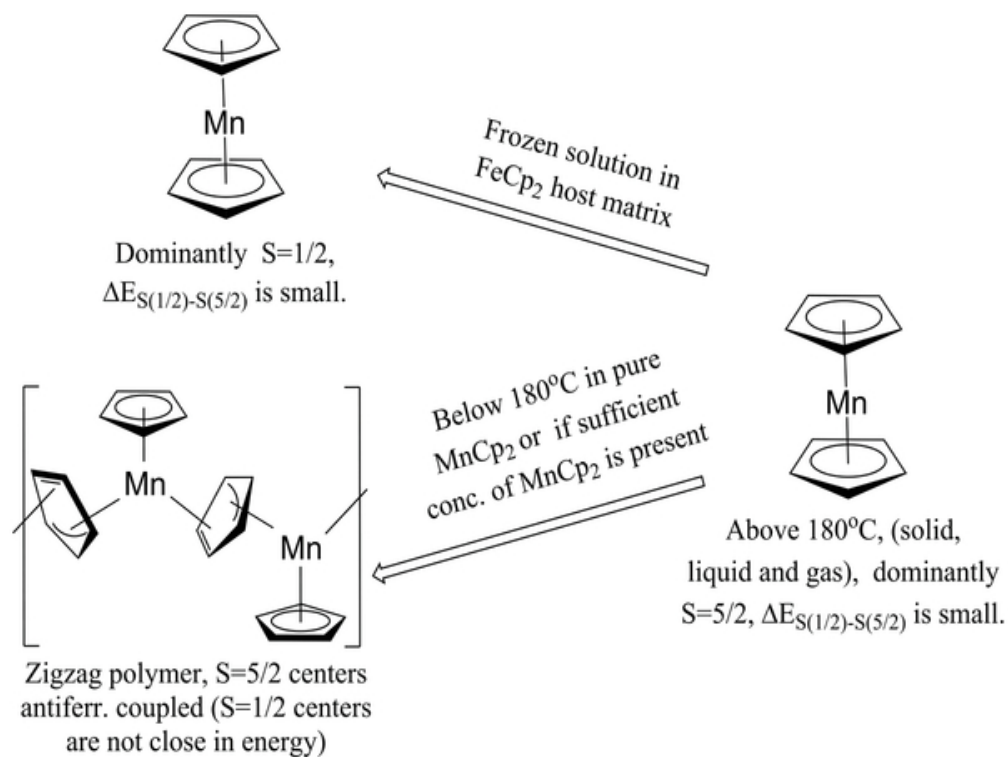 Mn
Dominantly S=1/2,
ΔE_{S(1/2)-S(5/2)} is small.
Frozen solution in
FeCp₂ host matrix
Mn
Above 180°C, (solid,
liquid and gas), dominantly
S=5/2, ΔE_{S(1/2)-S(5/2)} is small.
Below 180°C in pure
MnCp₂ or if sufficient
conc. of MnCp₂ is present
Mn
Mn
Zigzag polymer, S=5/2 centers
antiferr. coupled (S=1/2 centers
are not close in energy)